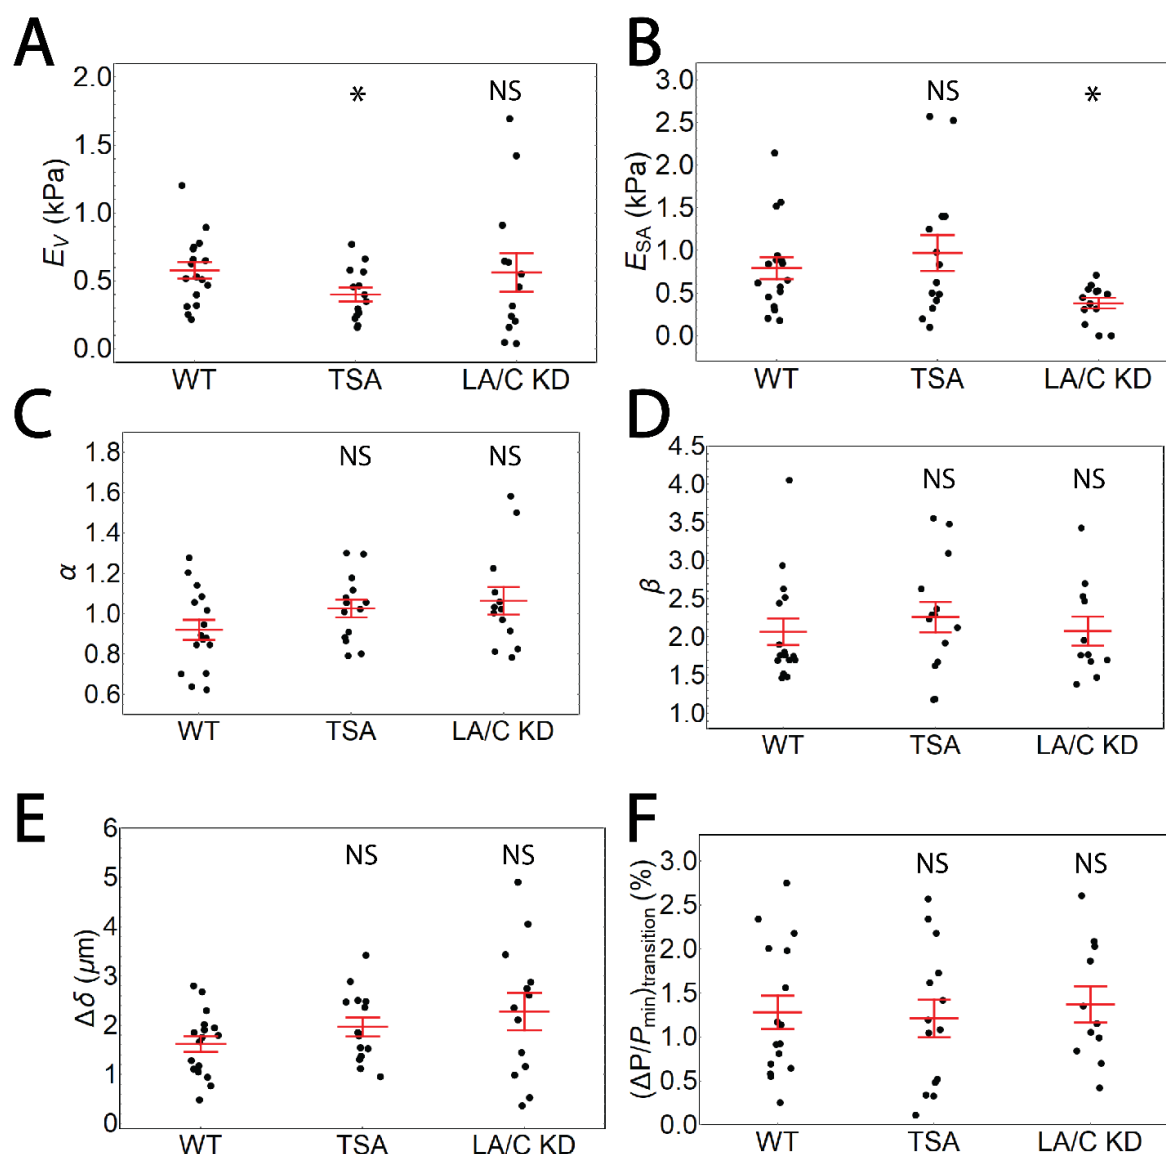 A
E_V (kPa)
2.0
1.5
1.0
0.5
0.0
*
NS
WT TSA LA/C KD
B
E_SA (kPa)
3.0
2.5
2.0
1.5
1.0
0.5
0.0
NS
*
WT TSA LA/C KD
C
α
1.8
1.6
1.4
1.2
1.0
0.8
0.6
NS NS
WT TSA LA/C KD
D
β
4.5
4.0
3.5
3.0
2.5
2.0
1.5
1.0
NS NS
WT TSA LA/C KD
E
Δδ (μm)
6
5
4
3
2
1
0
NS NS
WT TSA LA/C KD
F
(ΔP/P_min)_transition (%)
3.0
2.5
2.0
1.5
1.0
0.5
0.0
NS NS
WT TSA LA/C KD